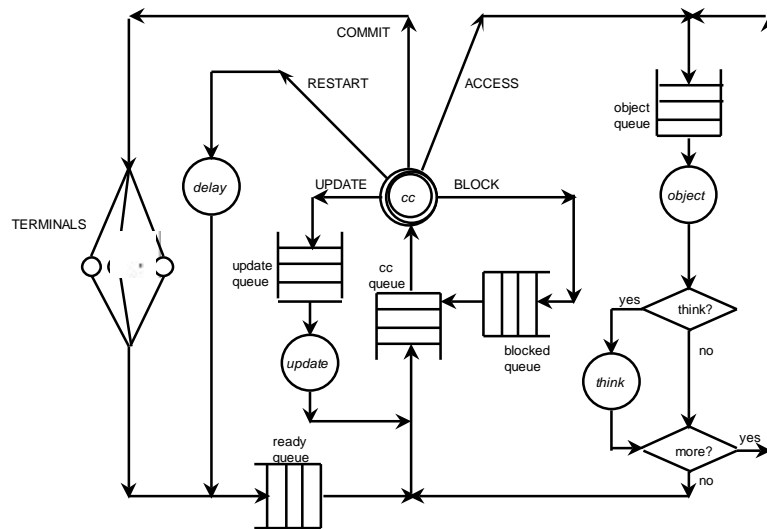 COMMIT
RESTART
ACCESS
object
queue
delay
UPDATE
cc
BLOCK
object
TERMINALS
update
queue
cc
queue
yes
think?
blocked
queue
no
update
think
ready
queue
more?
yes
no